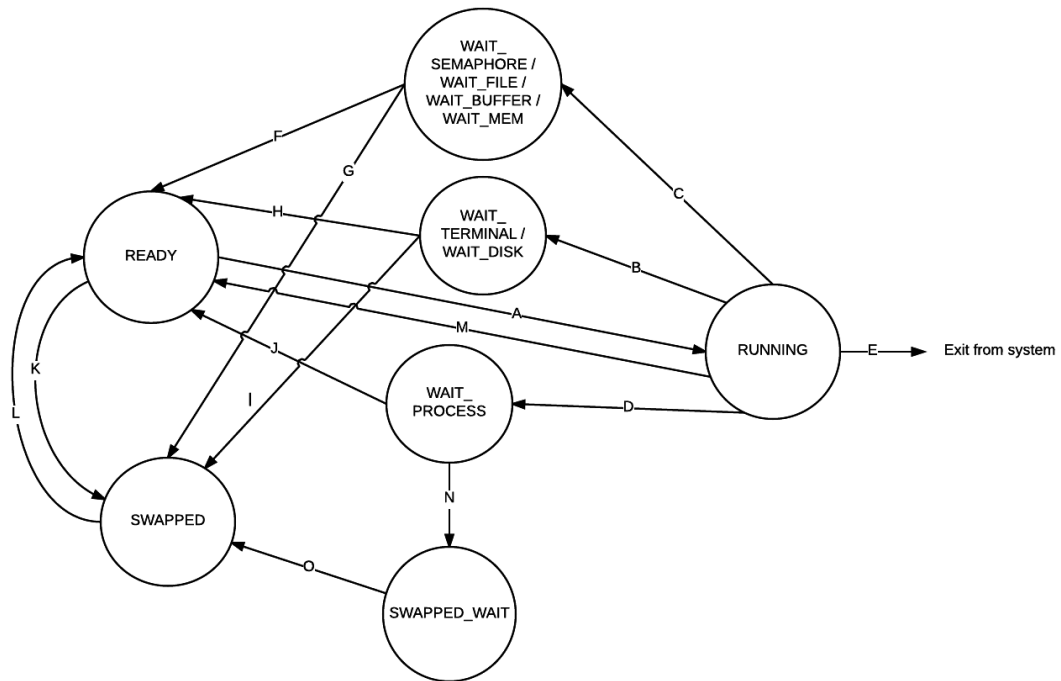 WAIT_
SEMAPHORE /
WAIT_FILE /
WAIT_BUFFER /
WAIT_MEM
F
G
C
H
WAIT_
TERMINAL /
WAIT_DISK
READY
B
A
M
RUNNING
E
Exit from system
J
K
L
I
WAIT_
PROCESS
D
N
SWAPPED
O
SWAPPED_WAIT